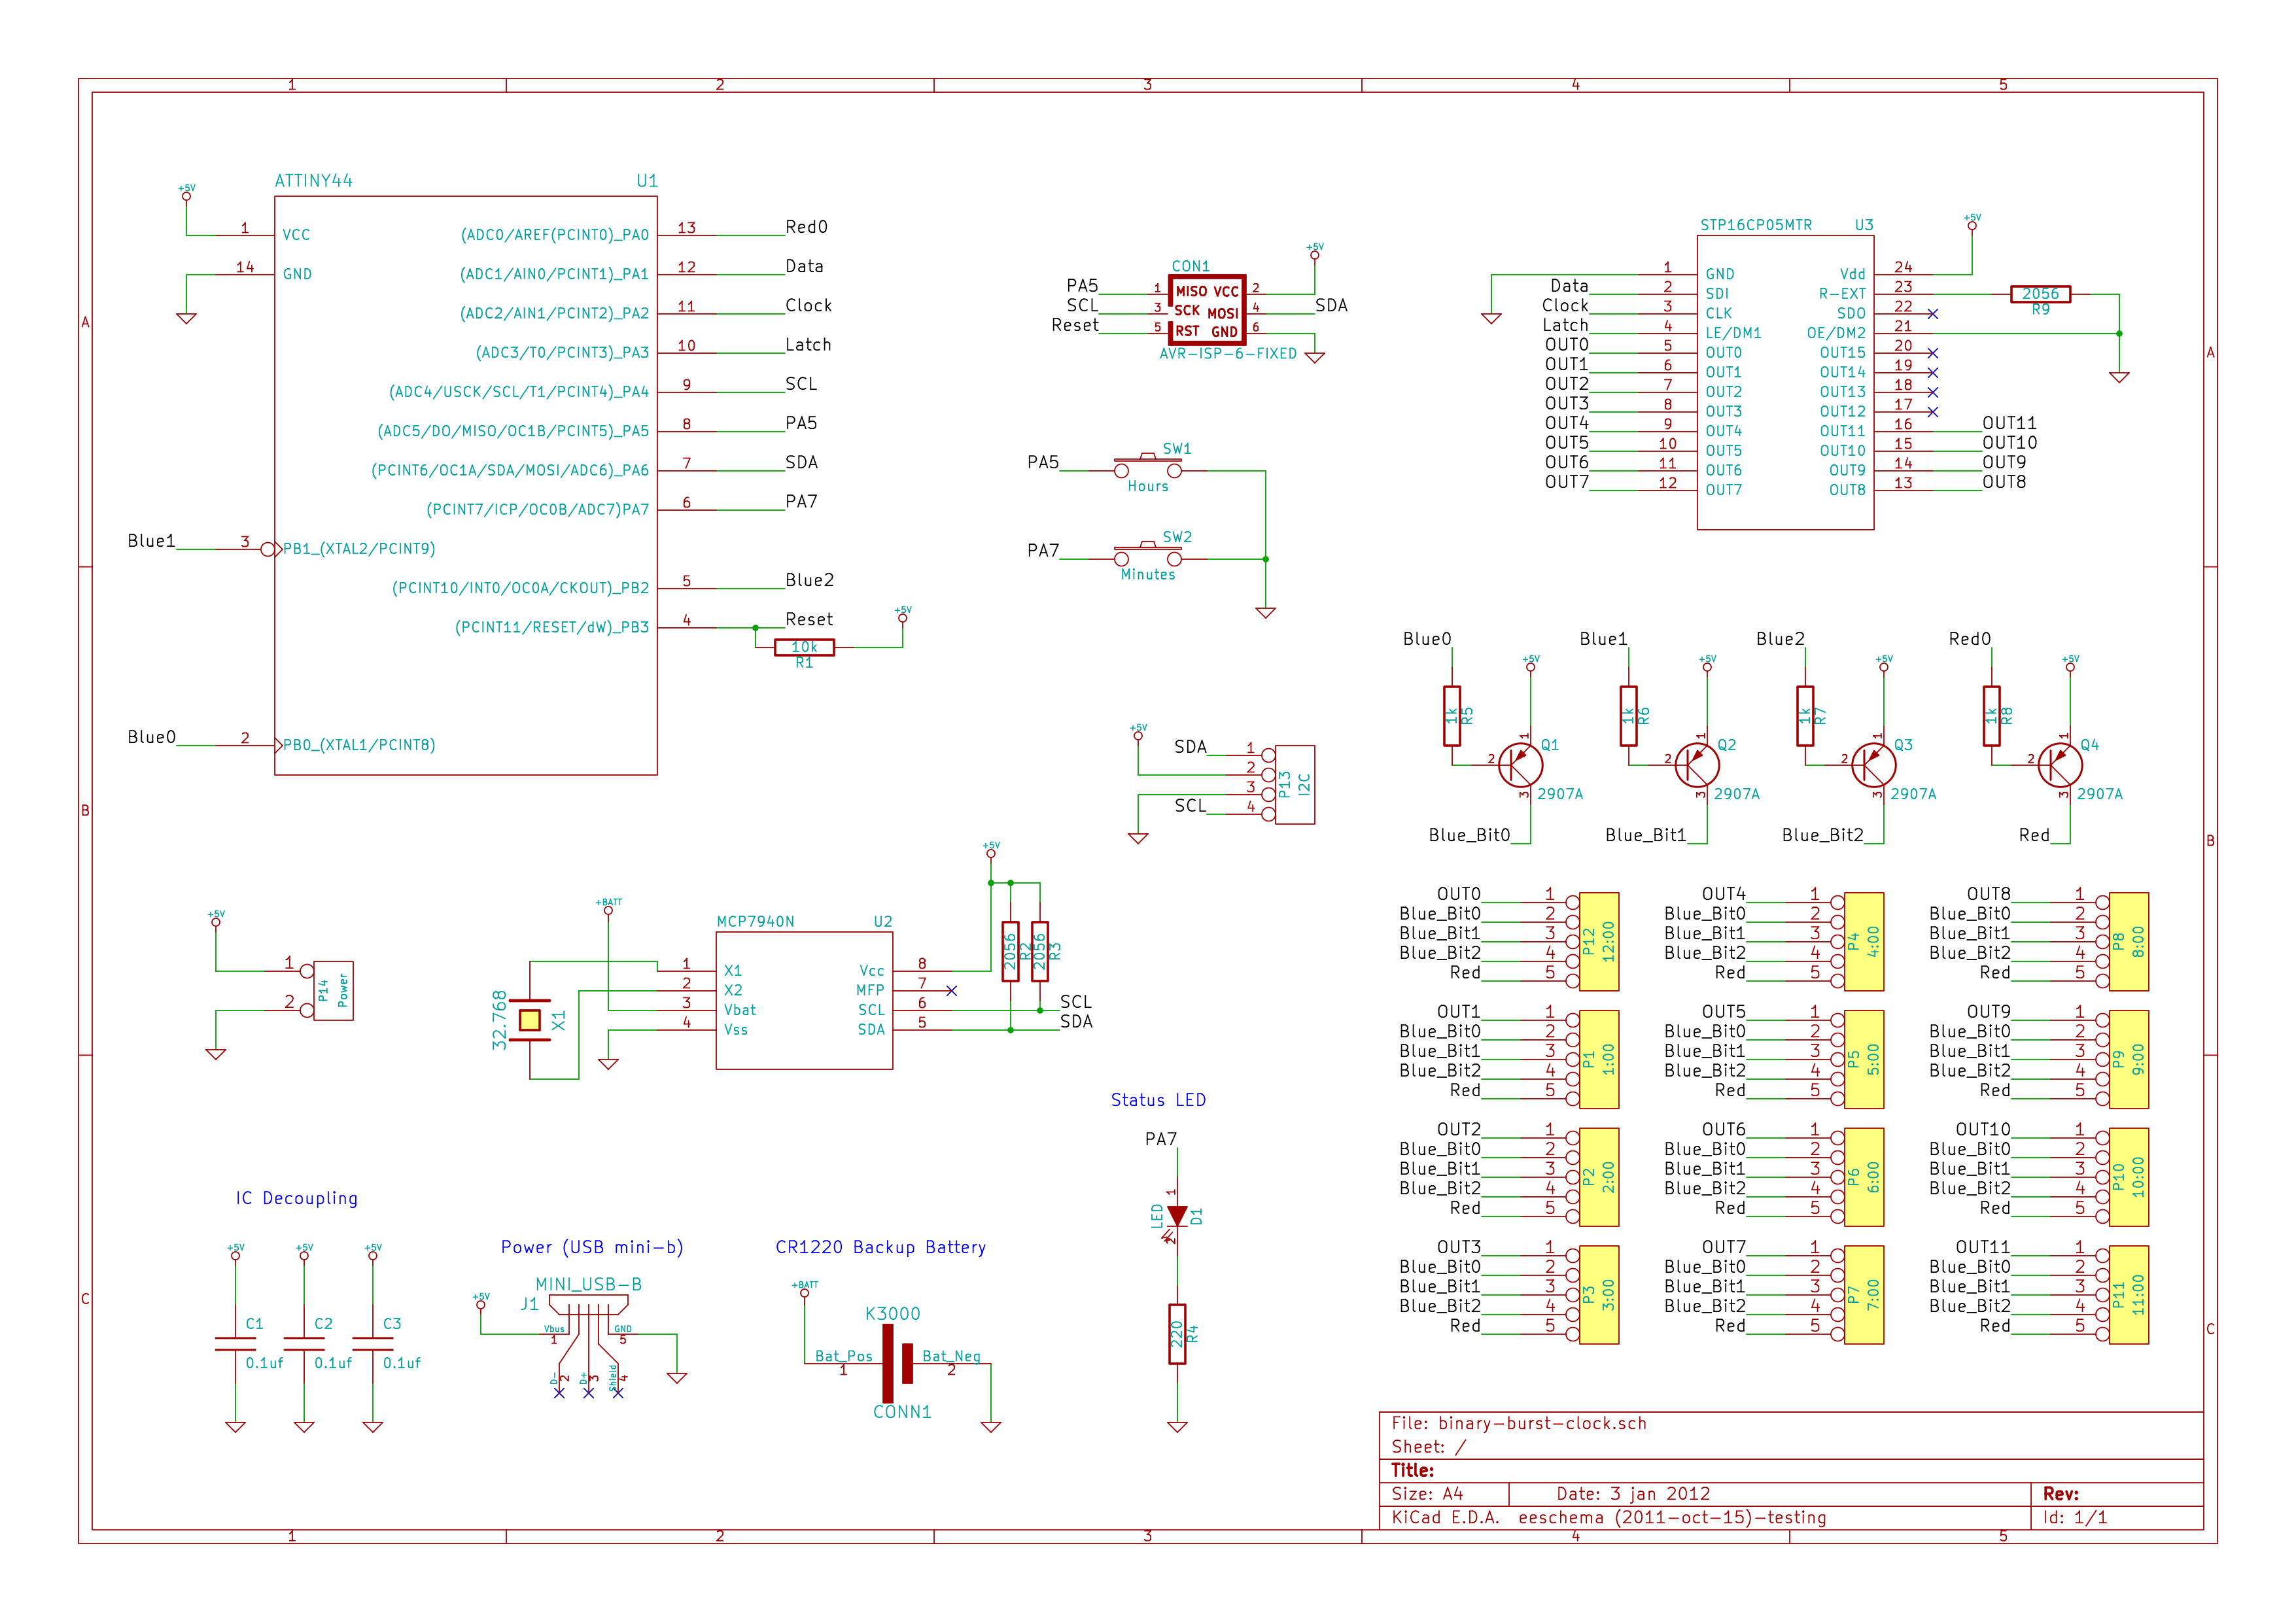 1 2 3 4 5
A
B
C
ATTINY44 U1
+5V
1 VCC
14 GND
(ADC0/AREF(PCINT0)_PA0 13 Red0
(ADC1/AIN0/PCINT1)_PA1 12 Data
(ADC2/AIN1/PCINT2)_PA2 11 Clock
(ADC3/T0/PCINT3)_PA3 10 Latch
(ADC4/USCK/SCL/T1/PCINT4)_PA4 9 SCL
(ADC5/DO/MISO/OC1B/PCINT5)_PA5 8 PA5
(PCINT6/OC1A/SDA/MOSI/ADC6)_PA6 7 SDA
(PCINT7/ICP/OC0B/ADC7)PA7 6 PA7
Blue1 3 PB1_(XTAL2/PCINT9)
(PCINT10/INT0/OC0A/CKOUT)_PB2 5 Blue2
(PCINT11/RESET/dW)_PB3 4 Reset
+5V
10k
R1
Blue0 2 PB0_(XTAL1/PCINT8)
CON1
+5V
PA5 1 MISO VCC 2
SCL 3 SCK MOSI 4 SDA
Reset 5 RST GND 6
AVR-ISP-6-FIXED
SW1
PA5
Hours
SW2
PA7
Minutes
STP16CP05MTR U3
+5V
1 GND Vdd 24
Data 2 SDI R-EXT 23
2056
R9
Clock 3 CLK SDO 22
Latch 4 LE/DM1 OE/DM2 21
OUT0 5 OUT0 OUT15 20
OUT1 6 OUT1 OUT14 19
OUT2 7 OUT2 OUT13 18
OUT3 8 OUT3 OUT12 17
OUT4 9 OUT4 OUT11 16 OUT11
OUT5 10 OUT5 OUT10 15 OUT10
OUT6 11 OUT6 OUT9 14 OUT9
OUT7 12 OUT7 OUT8 13 OUT8
Blue0 +5V
1k R5
1 2 3
Q1
2907A
Blue_Bit0
Blue1 +5V
1k R6
1 2 3
Q2
2907A
Blue_Bit1
Blue2 +5V
1k R7
1 2 3
Q3
2907A
Blue_Bit2
Red0 +5V
1k R8
1 2 3
Q4
2907A
Red
+5V
SDA 1
2
3
SCL 4
P13
I2C
+5V
1
2
P14
Power
+BATT
MCP7940N U2
+5V
1 X1 Vcc 8
2 X2 MFP 7
3 Vbat SCL 6 SCL
4 Vss SDA 5 SDA
2056 R2
2056 R3
32.768 X1
OUT0 1
Blue_Bit0 2
Blue_Bit1 3
Blue_Bit2 4
Red 5
P12
12:00
OUT4 1
Blue_Bit0 2
Blue_Bit1 3
Blue_Bit2 4
Red 5
P4
4:00
OUT8 1
Blue_Bit0 2
Blue_Bit1 3
Blue_Bit2 4
Red 5
P8
8:00
OUT1 1
Blue_Bit0 2
Blue_Bit1 3
Blue_Bit2 4
Red 5
P1
1:00
OUT5 1
Blue_Bit0 2
Blue_Bit1 3
Blue_Bit2 4
Red 5
P5
5:00
OUT9 1
Blue_Bit0 2
Blue_Bit1 3
Blue_Bit2 4
Red 5
P9
9:00
OUT2 1
Blue_Bit0 2
Blue_Bit1 3
Blue_Bit2 4
Red 5
P2
2:00
OUT6 1
Blue_Bit0 2
Blue_Bit1 3
Blue_Bit2 4
Red 5
P6
6:00
OUT10 1
Blue_Bit0 2
Blue_Bit1 3
Blue_Bit2 4
Red 5
P10
10:00
OUT3 1
Blue_Bit0 2
Blue_Bit1 3
Blue_Bit2 4
Red 5
P3
3:00
OUT7 1
Blue_Bit0 2
Blue_Bit1 3
Blue_Bit2 4
Red 5
P7
7:00
OUT11 1
Blue_Bit0 2
Blue_Bit1 3
Blue_Bit2 4
Red 5
P11
11:00
Status LED
PA7
1
LED D1
2
220 R4
IC Decoupling
+5V +5V +5V
C1 C2 C3
0.1uf 0.1uf 0.1uf
Power (USB mini-b)
MINI_USB-B
+5V J1
Vbus GND
1 5
D- 2
D+ 3
Shield 4
CR1220 Backup Battery
+BATT
K3000
Bat_Pos Bat_Neg
1 2
CONN1
File: binary-burst-clock.sch
Sheet: /
Title:
Size: A4 Date: 3 jan 2012 Rev:
KiCad E.D.A. eeschema (2011-oct-15)-testing Id: 1/1
A
B
C
1 2 3 4 5